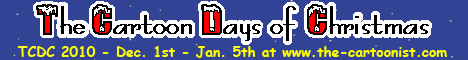 The Cartoon Days of Christmas
TCDC 2010 - Dec. 1st - Jan. 5th at www.the-cartoonist.com